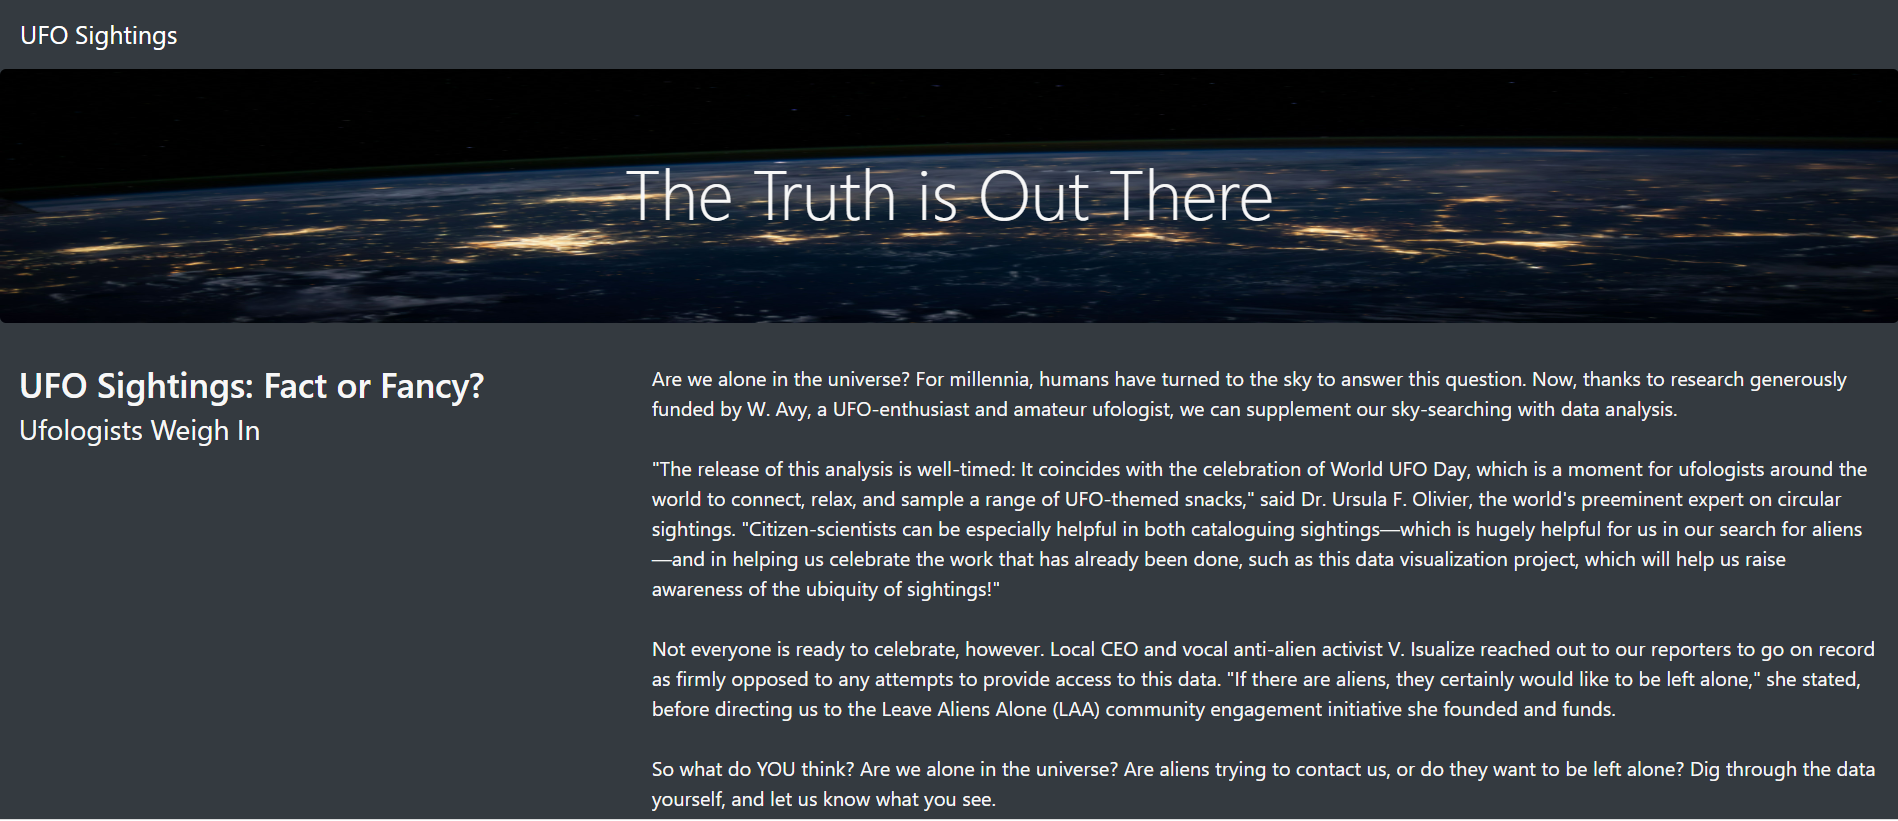 UFO Sightings
The Truth is Out There
UFO Sightings: Fact or Fancy?
Ufologists Weigh In
Are we alone in the universe? For millennia, humans have turned to the sky to answer this question. Now, thanks to research generously
funded by W. Avy, a UFO-enthusiast and amateur ufologist, we can supplement our sky-searching with data analysis.
"The release of this analysis is well-timed: It coincides with the celebration of World UFO Day, which is a moment for ufologists around the
world to connect, relax, and sample a range of UFO-themed snacks," said Dr. Ursula F. Olivier, the world's preeminent expert on circular
sightings. "Citizen-scientists can be especially helpful in both cataloguing sightings—which is hugely helpful for us in our search for aliens
—and in helping us celebrate the work that has already been done, such as this data visualization project, which will help us raise
awareness of the ubiquity of sightings!"
Not everyone is ready to celebrate, however. Local CEO and vocal anti-alien activist V. Isualize reached out to our reporters to go on record
as firmly opposed to any attempts to provide access to this data. "If there are aliens, they certainly would like to be left alone," she stated,
before directing us to the Leave Aliens Alone (LAA) community engagement initiative she founded and funds.
So what do YOU think? Are we alone in the universe? Are aliens trying to contact us, or do they want to be left alone? Dig through the data
yourself, and let us know what you see.